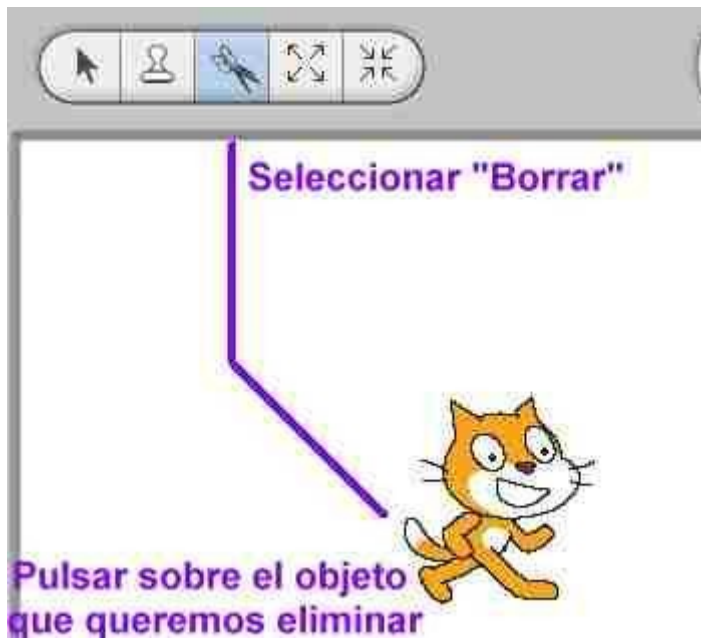 Seleccionar "Borrar"
Pulsar sobre el objeto
que queremos eliminar